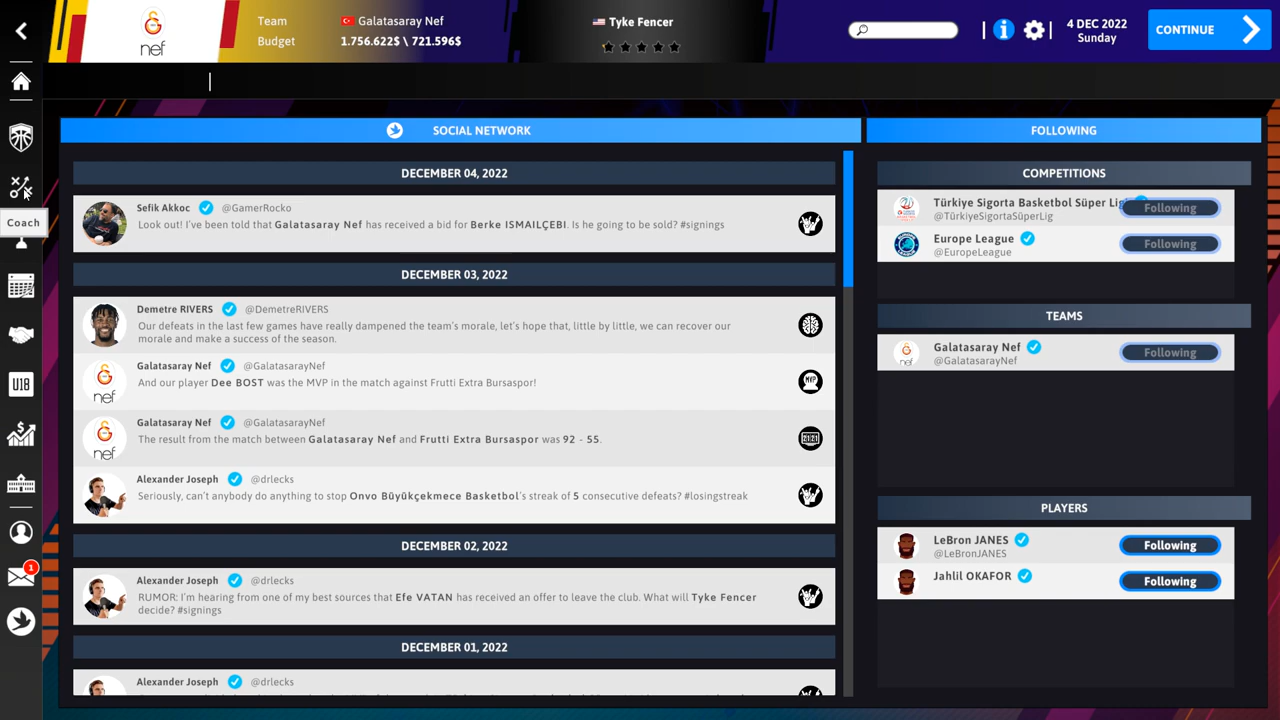 nef
Team
Galatasaray Nef
Budget
1.756.622$ \ 721.596$
Tyke Fencer
i
4 DEC 2022
Sunday
CONTINUE
Coach
U18
1
SOCIAL NETWORK
DECEMBER 04, 2022
Sefik Akkoc @GamerRocko
Look out! I've been told that Galatasaray Nef has received a bid for Berke ISMAILÇEBI. Is he going to be sold? #signings
DECEMBER 03, 2022
Demetre RIVERS @DemetreRIVERS
Our defeats in the last few games have really dampened the team's morale, let's hope that, little by little, we can recover our
morale and make a success of the season.
Galatasaray Nef @GalatasarayNef
And our player Dee BOST was the MVP in the match against Frutti Extra Bursaspor!
nef
MVP
Galatasaray Nef @GalatasarayNef
The result from the match between Galatasaray Nef and Frutti Extra Bursaspor was 92 - 55.
nef
21:21
Alexander Joseph @drlecks
Seriously, can't anybody do anything to stop Onvo Büyükçekmece Basketbol's streak of 5 consecutive defeats? #losingstreak
DECEMBER 02, 2022
Alexander Joseph @drlecks
RUMOR: I'm hearing from one of my best sources that Efe VATAN has received an offer to leave the club. What will Tyke Fencer
decide? #signings
DECEMBER 01, 2022
Alexander Joseph @drlecks
FOLLOWING
COMPETITIONS
Türkiye Sigorta Basketbol Süper Lig
@TürkiyeSigortaSüperLig
Following
Europe League
@EuropeLeague
Following
TEAMS
Galatasaray Nef
@GalatasarayNef
Following
PLAYERS
LeBron JANES
@LeBronJANES
Following
Jahlil OKAFOR
Following